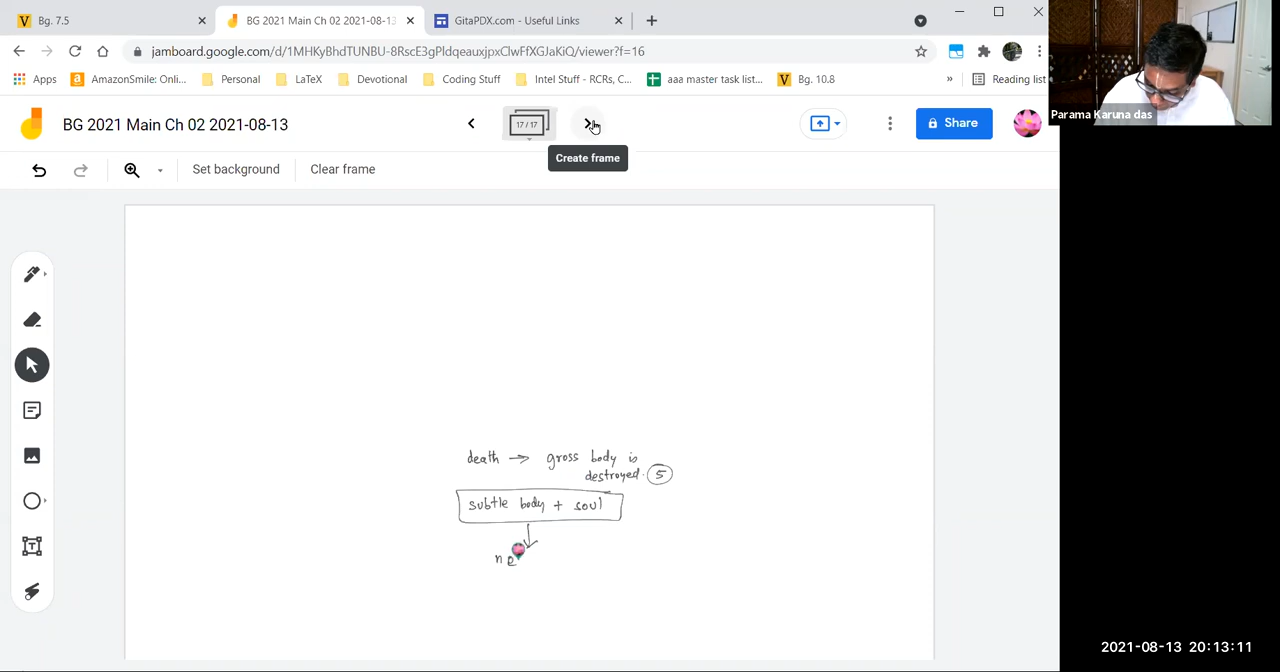 Bg. 7.5
BG 2021 Main Ch 02 2021-08-13
GitaPDX.com - Useful Links
jamboard.google.com/d/1MHKyBhdTUNBU-8RscE3gPldqeauxjpxClwFfXGJaKiQ/viewer?f=16
Apps
AmazonSmile: Onli...
Personal
LaTeX
Devotional
Coding Stuff
Intel Stuff - RCRs, C...
aaa master task list...
Bg. 10.8
»
Reading list
Parama Karuna das
BG 2021 Main Ch 02 2021-08-13
17 / 17
Share
Create frame
Set background
Clear frame
death → gross body is
destroyed. 5
subtle body + soul
ne
2021-08-13 20:13:11